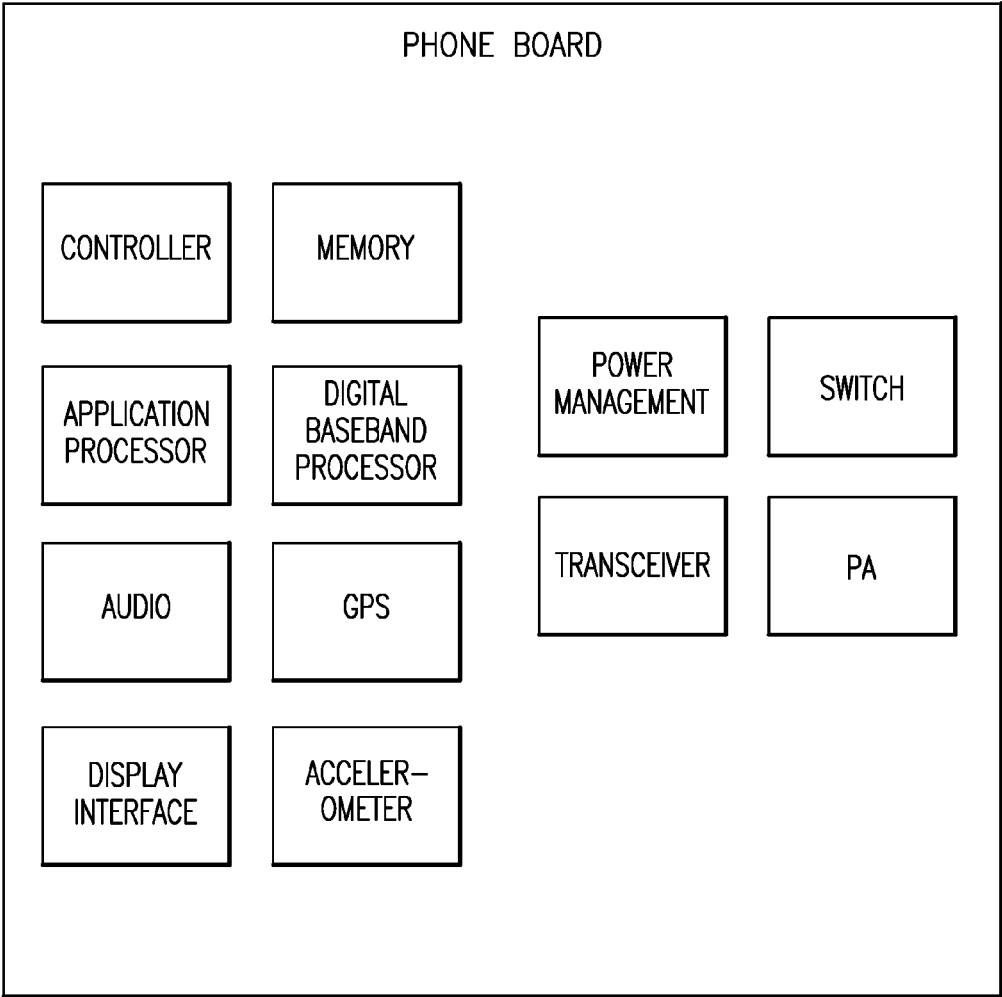 PHONE BOARD
CONTROLLER
MEMORY
APPLICATION
PROCESSOR
DIGITAL
BASEBAND
PROCESSOR
AUDIO
GPS
DISPLAY
INTERFACE
ACCELER-
OMETER
POWER
MANAGEMENT
SWITCH
TRANSCEIVER
PA